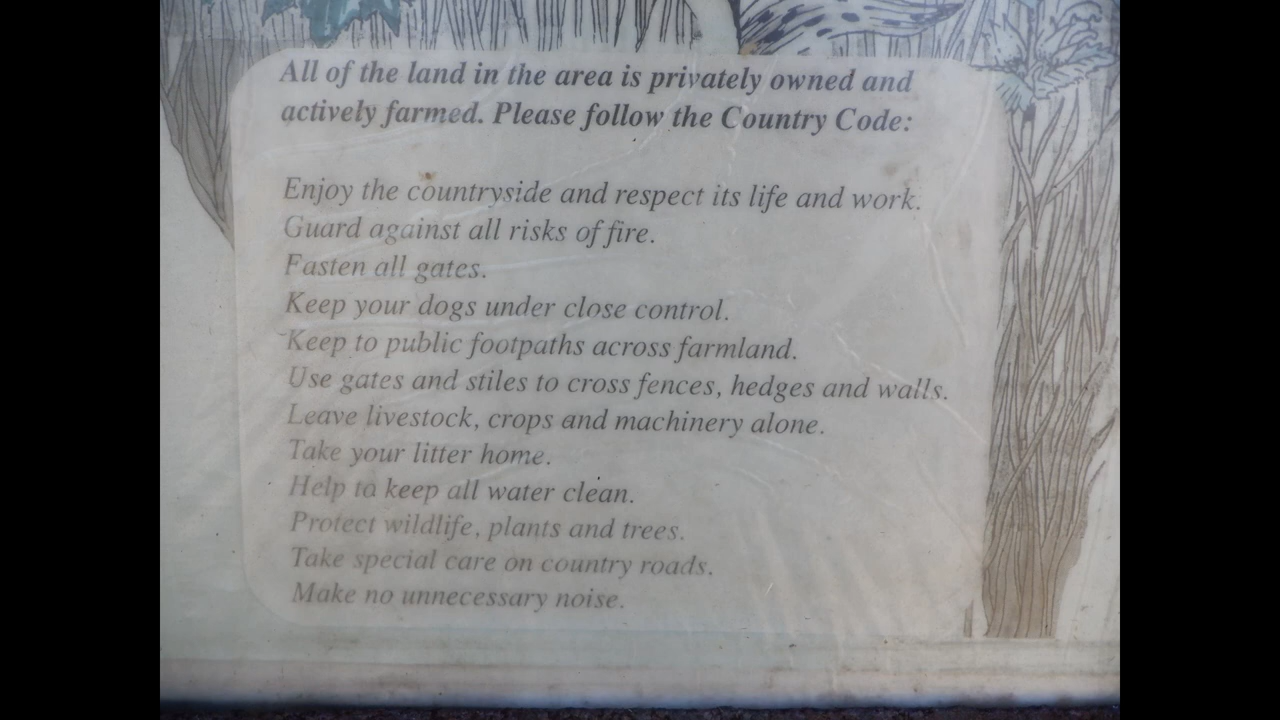 All of the land in the area is privately owned and
actively farmed. Please follow the Country Code:
Enjoy the countryside and respect its life and work.
Guard against all risks of fire.
Fasten all gates.
Keep your dogs under close control.
Keep to public footpaths across farmland.
Use gates and stiles to cross fences, hedges and walls.
Leave livestock, crops and machinery alone.
Take your litter home.
Help to keep all water clean.
Protect wildlife, plants and trees.
Take special care on country roads.
Make no unnecessary noise.